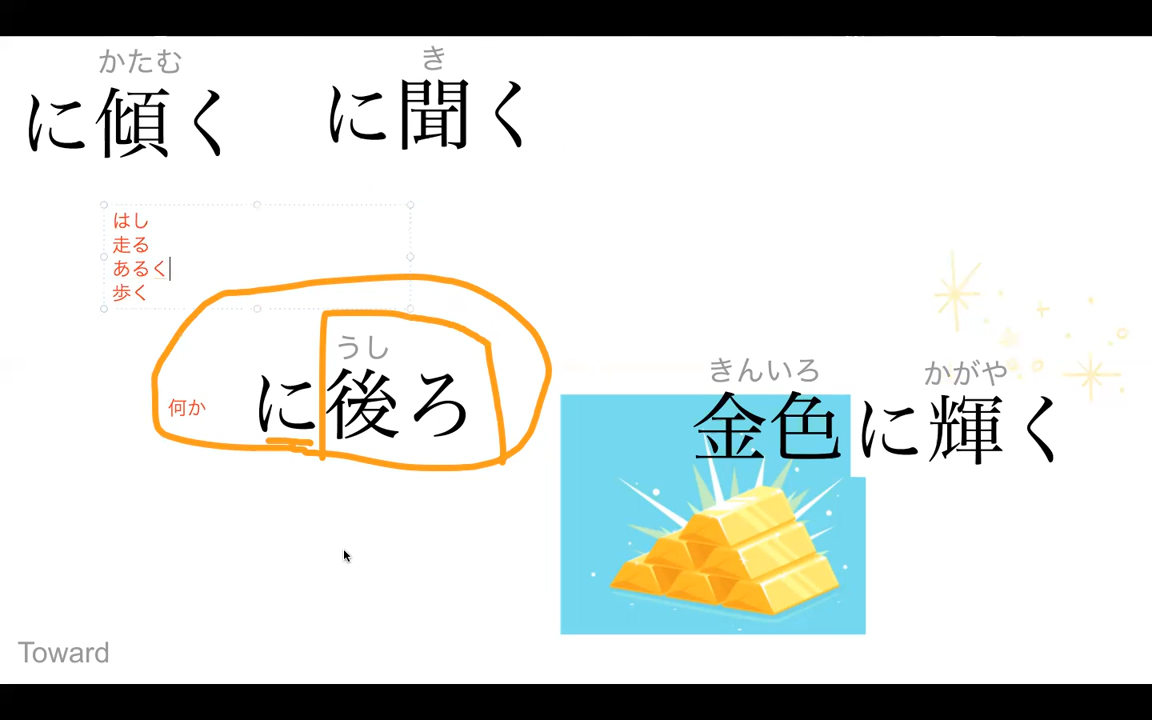 かたむ
に傾く
き
に聞く
はし
走る
あるく
歩く
うし
何か
に後ろ
きんいろ かがや
金色に輝く
Toward